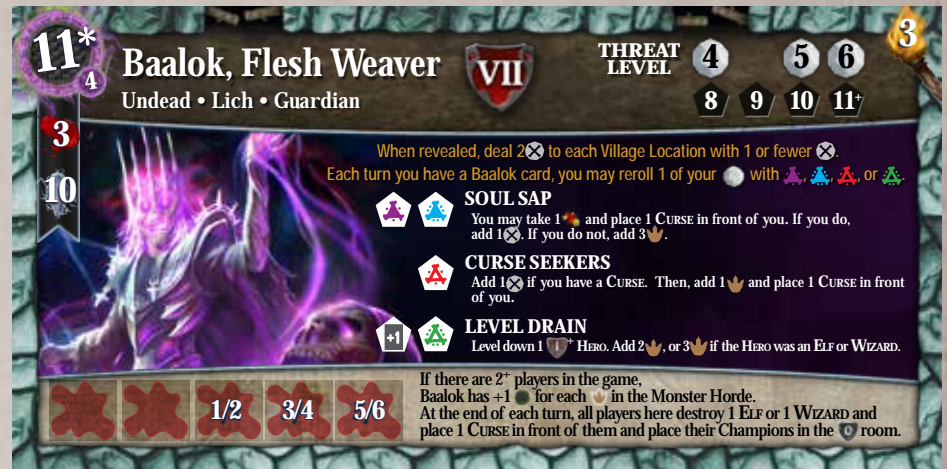 11*
4
Baalok, Flesh Weaver
VII
THREAT
LEVEL
4 5 6
8 9 10 11+
3
Undead • Lich • Guardian
3
10
When revealed, deal 2 to each Village Location with 1 or fewer .
Each turn you have a Baalok card, you may reroll 1 of your with , , , or .
SOUL SAP
You may take 1 and place 1 CURSE in front of you. If you do,
add 1 . If you do not, add 3 .
CURSE SEEKERS
Add 1 if you have a CURSE. Then, add 1 and place 1 CURSE in front
of you.
+1
LEVEL DRAIN
Level down 1 I + HERO. Add 2 , or 3 if the HERO was an ELF or WIZARD.
1/2 3/4 5/6
If there are 2+ players in the game,
Baalok has +1 for each in the Monster Horde.
At the end of each turn, all players here destroy 1 ELF or 1 WIZARD and
place 1 CURSE in front of them and place their Champions in the 0 room.